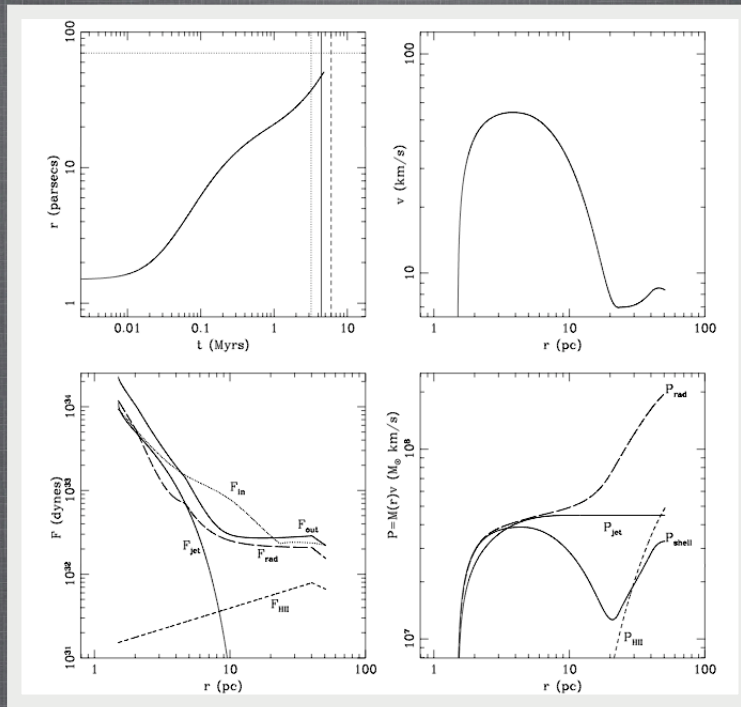 100
10
1
r (parsecs)
0.01 0.1 1 10
t (Myrs)
100
10
v (km/s)
1 10 100
r (pc)
10³⁴
10³³
10³²
10³¹
F (dynes)
F_in
F_out
F_jet
F_rad
F_HII
1 10 100
r (pc)
10⁸
10⁷
P=M(r)v (M_⊙ km/s)
P_rad
P_jet
P_shell
P_HII
1 10 100
r (pc)